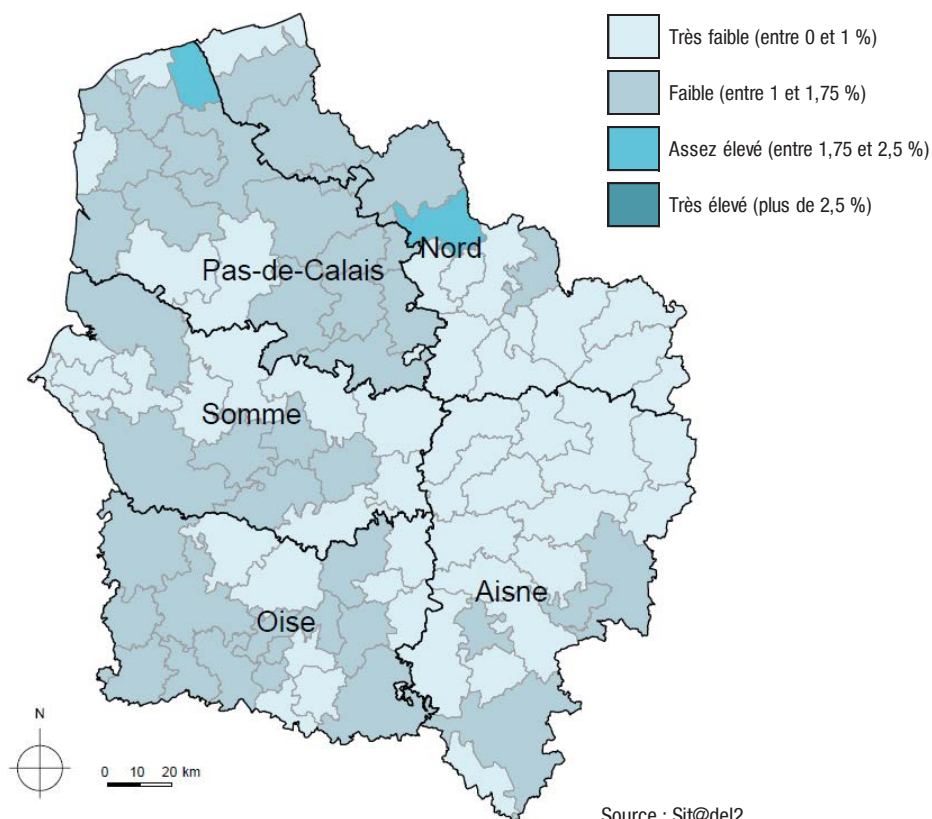 Très faible (entre 0 et 1 %)
Faible (entre 1 et 1,75 %)
Assez élevé (entre 1,75 et 2,5 %)
Très élevé (plus de 2,5 %)
Nord
Pas-de-Calais
Somme
Aisne
Oise
N
0 10 20 km
Source : Sit@del2